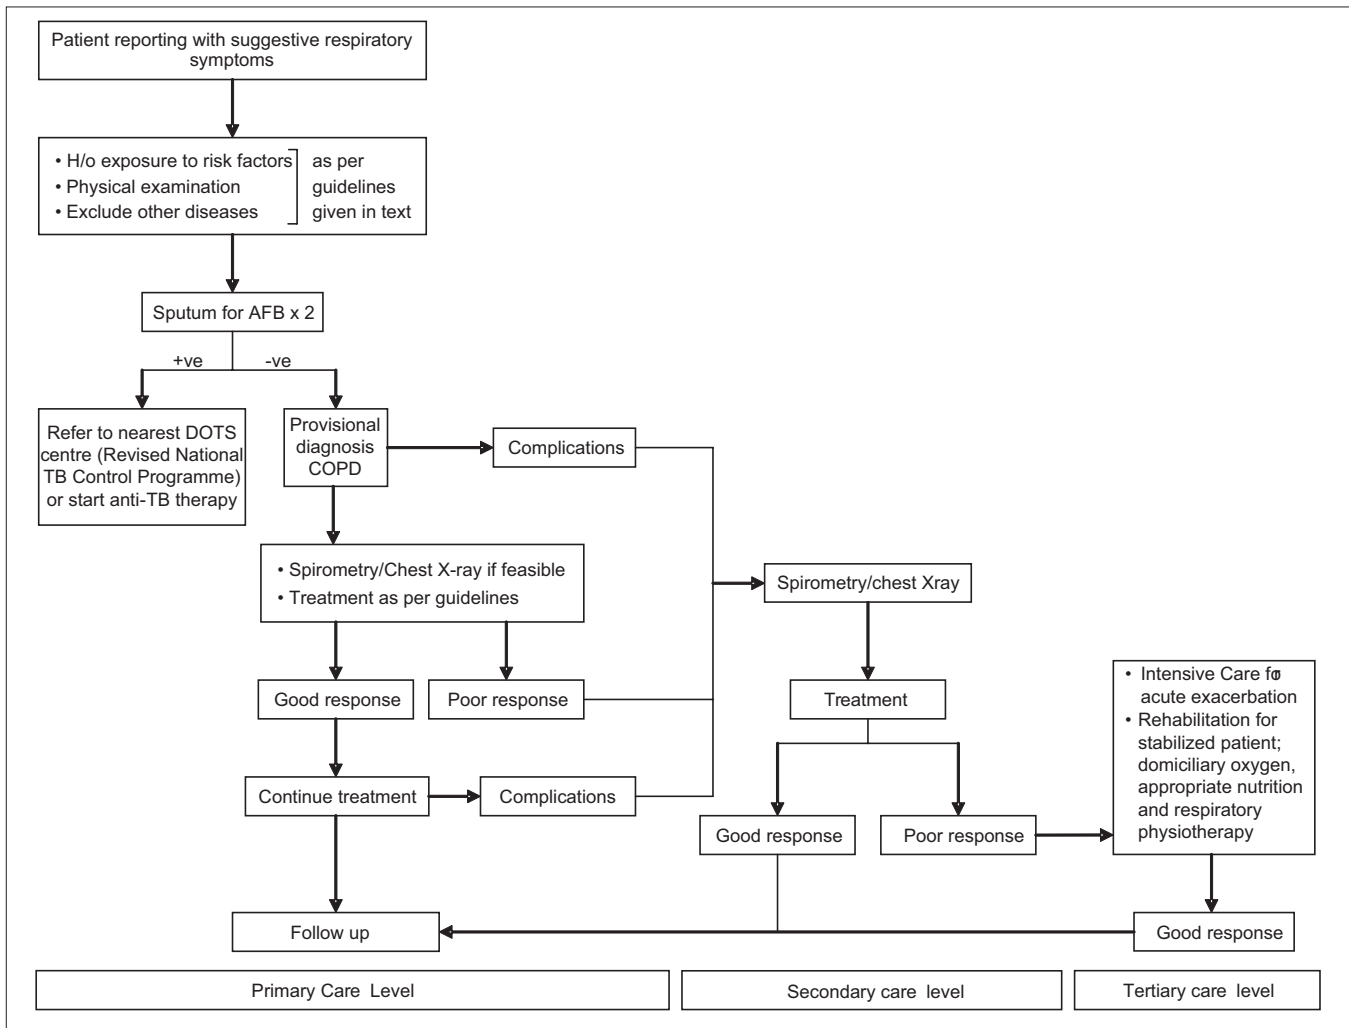 Patient reporting with suggestive respiratory
symptoms
• H/o exposure to risk factors
• Physical examination
• Exclude other diseases
as per
guidelines
given in text
Sputum for AFB x 2
+ve
-ve
Refer to nearest DOTS
centre (Revised National
TB Control Programme)
or start anti-TB therapy
Provisional
diagnosis
COPD
Complications
• Spirometry/Chest X-ray if feasible
• Treatment as per guidelines
Spirometry/chest Xray
Good response
Poor response
Treatment
• Intensive Care for
acute exacerbation
• Rehabilitation for
stabilized patient;
domiciliary oxygen,
appropriate nutrition
and respiratory
physiotherapy
Continue treatment
Complications
Good response
Poor response
Follow up
Good response
Primary Care Level
Secondary care level
Tertiary care level